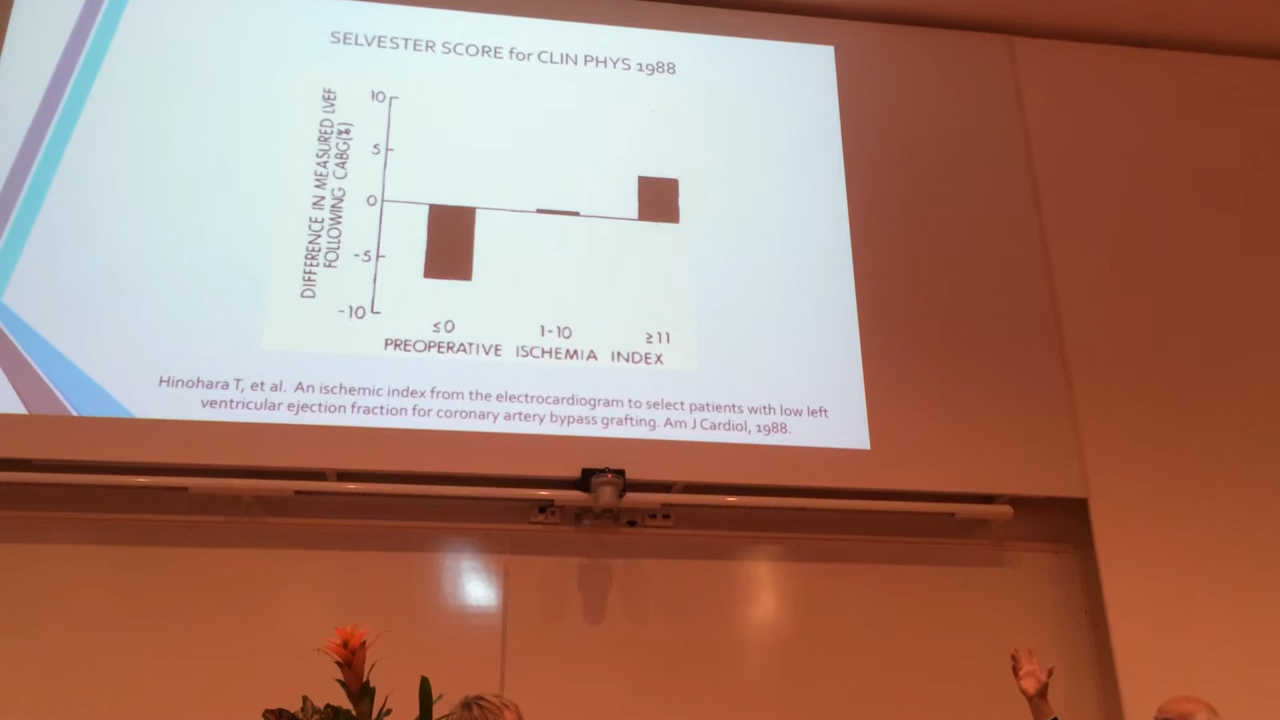 SELVESTER SCORE for CLIN PHYS 1988
DIFFERENCE IN MEASURED LVEF
FOLLOWING CABG(%)
10
5
0
-5
-10
≤0
1-10
≥11
PREOPERATIVE ISCHEMIA INDEX
Hinohara T, et al. An ischemic index from the electrocardiogram to select patients with low left
ventricular ejection fraction for coronary artery bypass grafting. Am J Cardiol, 1988.